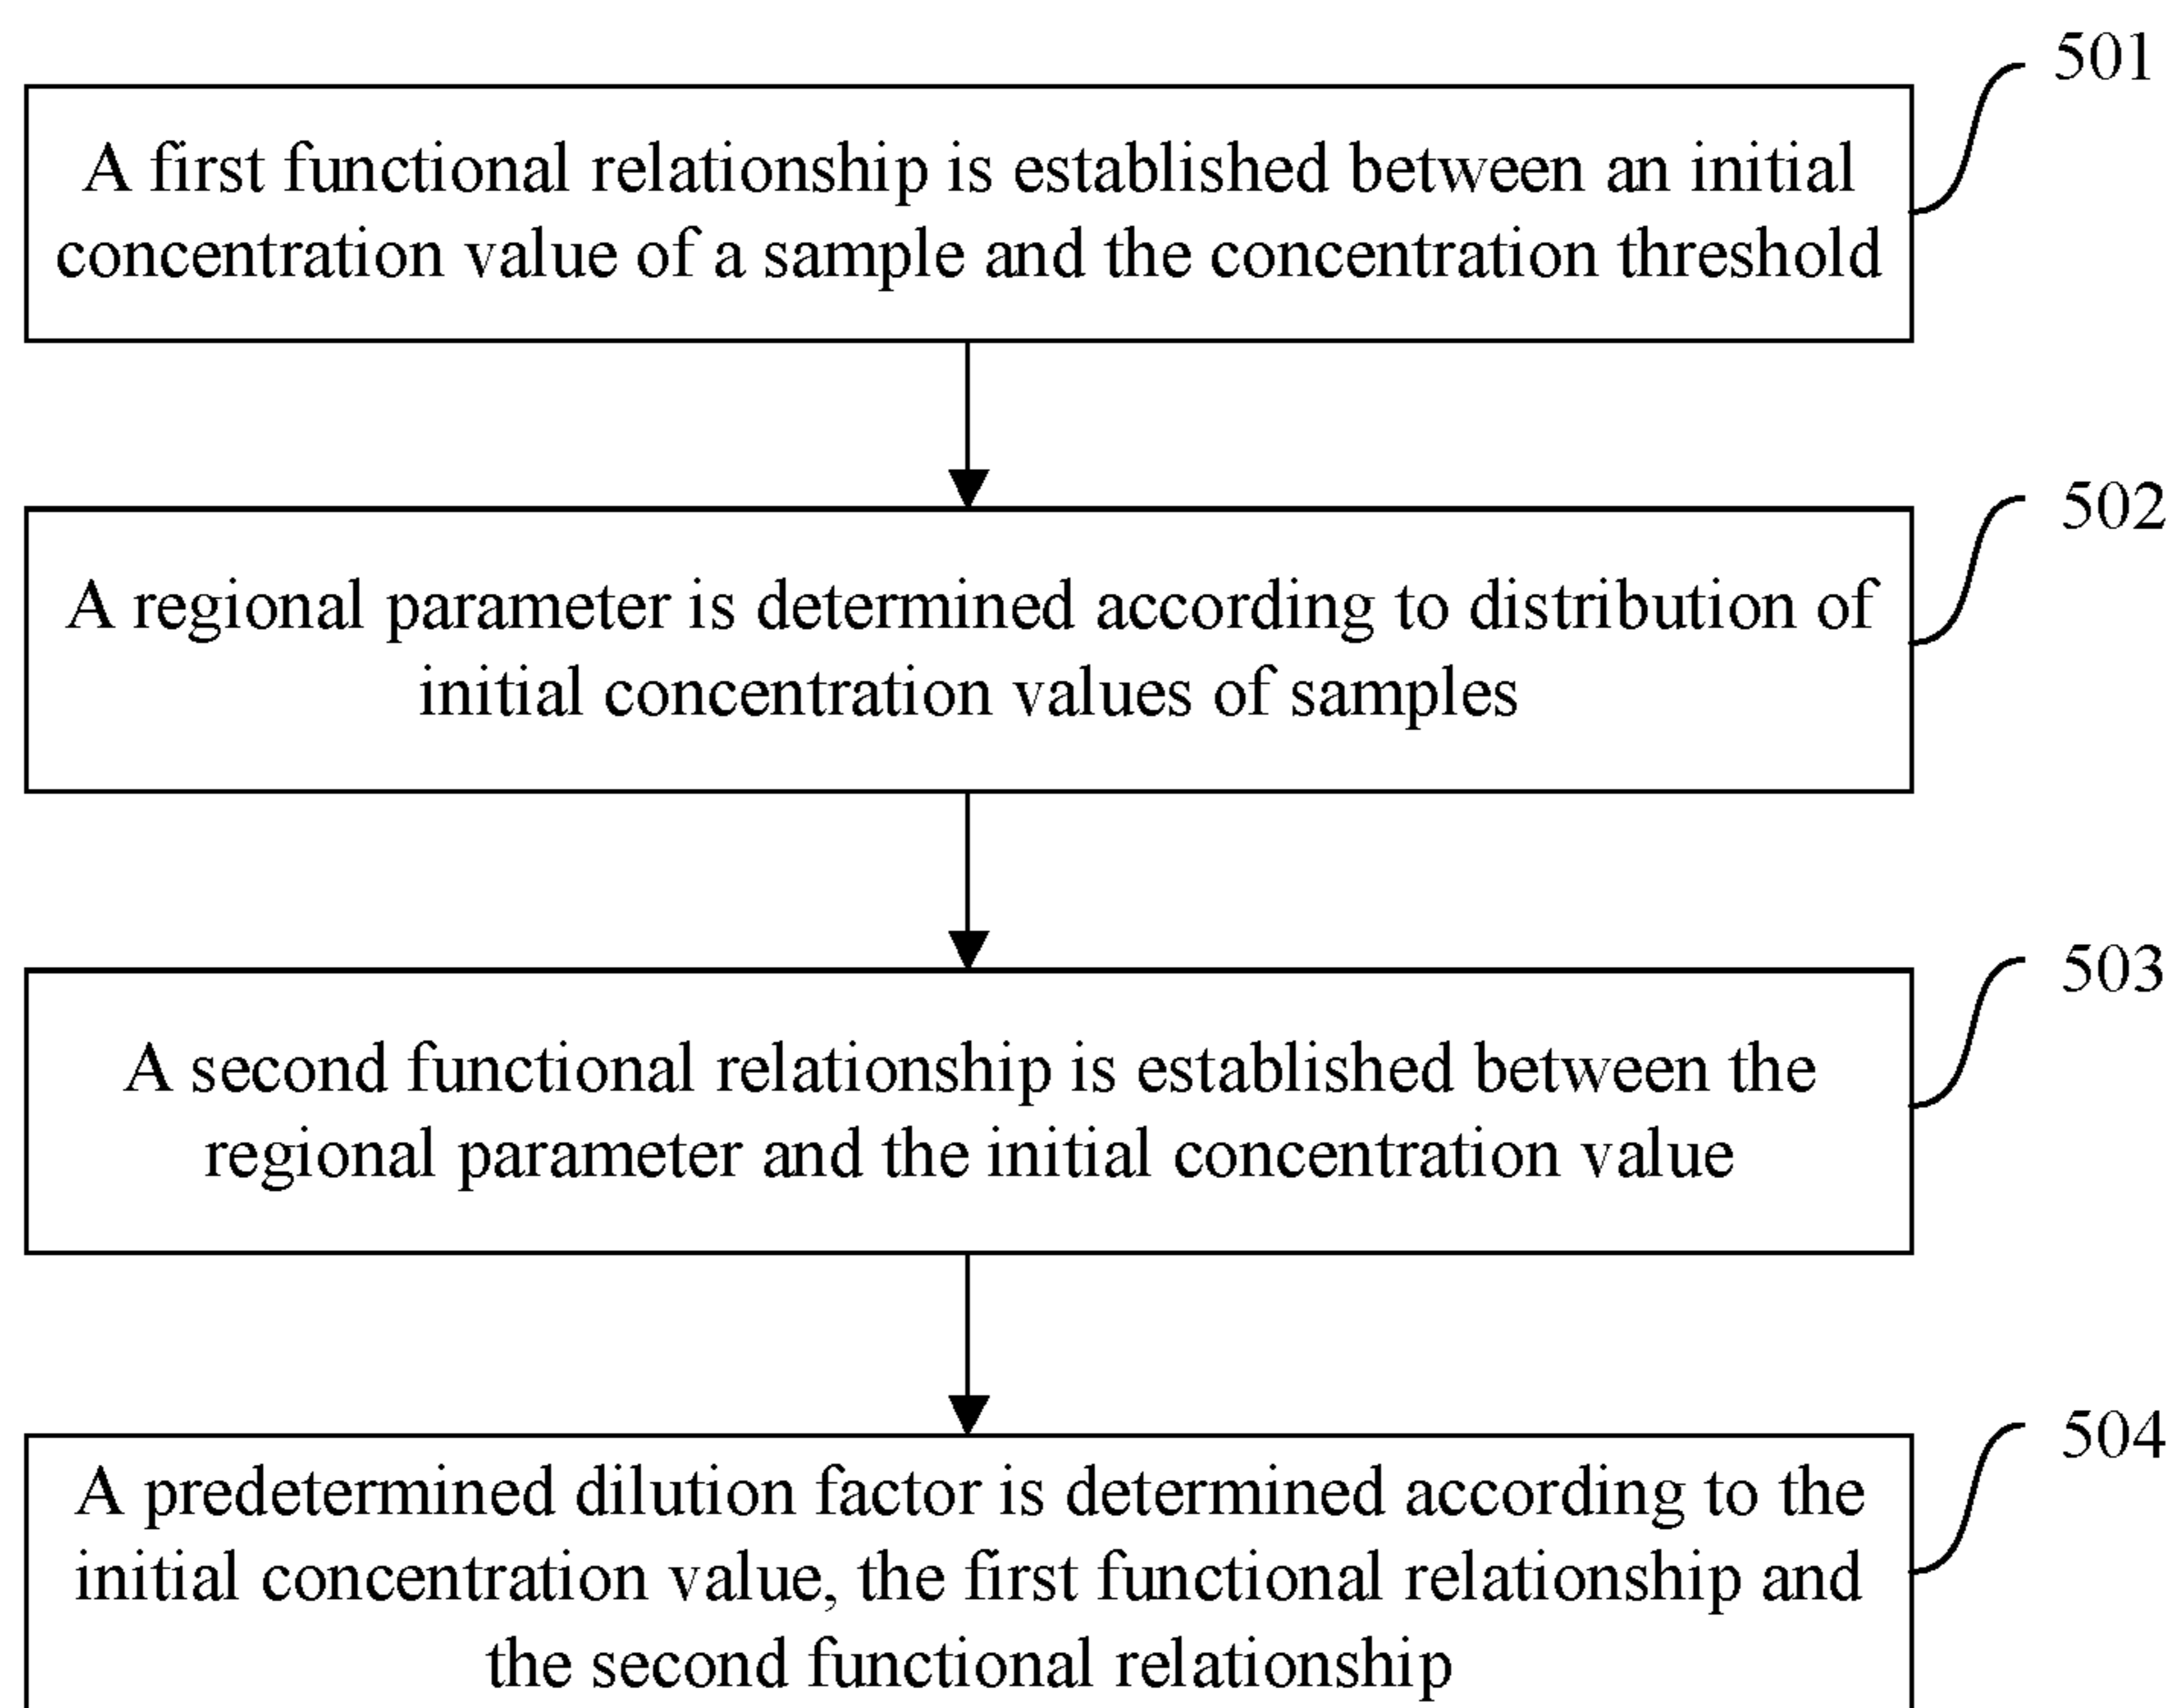 501
A first functional relationship is established between an initial
concentration value of a sample and the concentration threshold
502
A regional parameter is determined according to distribution of
initial concentration values of samples
503
A second functional relationship is established between the
regional parameter and the initial concentration value
504
A predetermined dilution factor is determined according to the
initial concentration value, the first functional relationship and
the second functional relationship